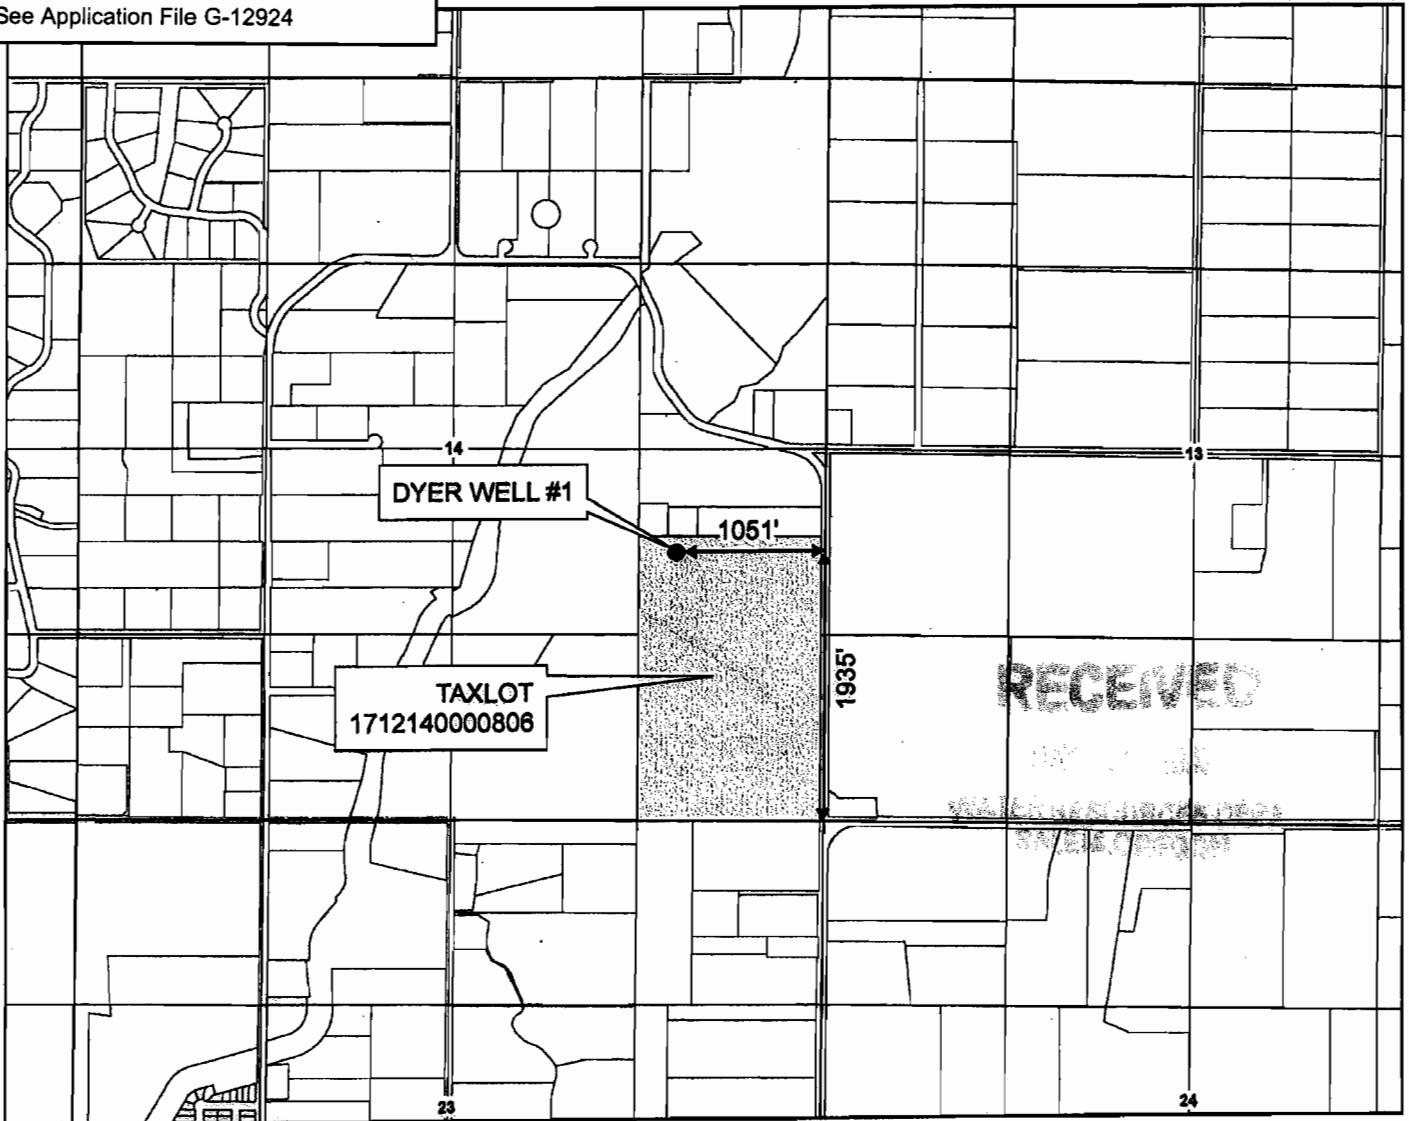 See Application File G-12924
14
13
DYER WELL #1
1051'
1935'
TAXLOT
1712140000806
RECEIVED
23
24